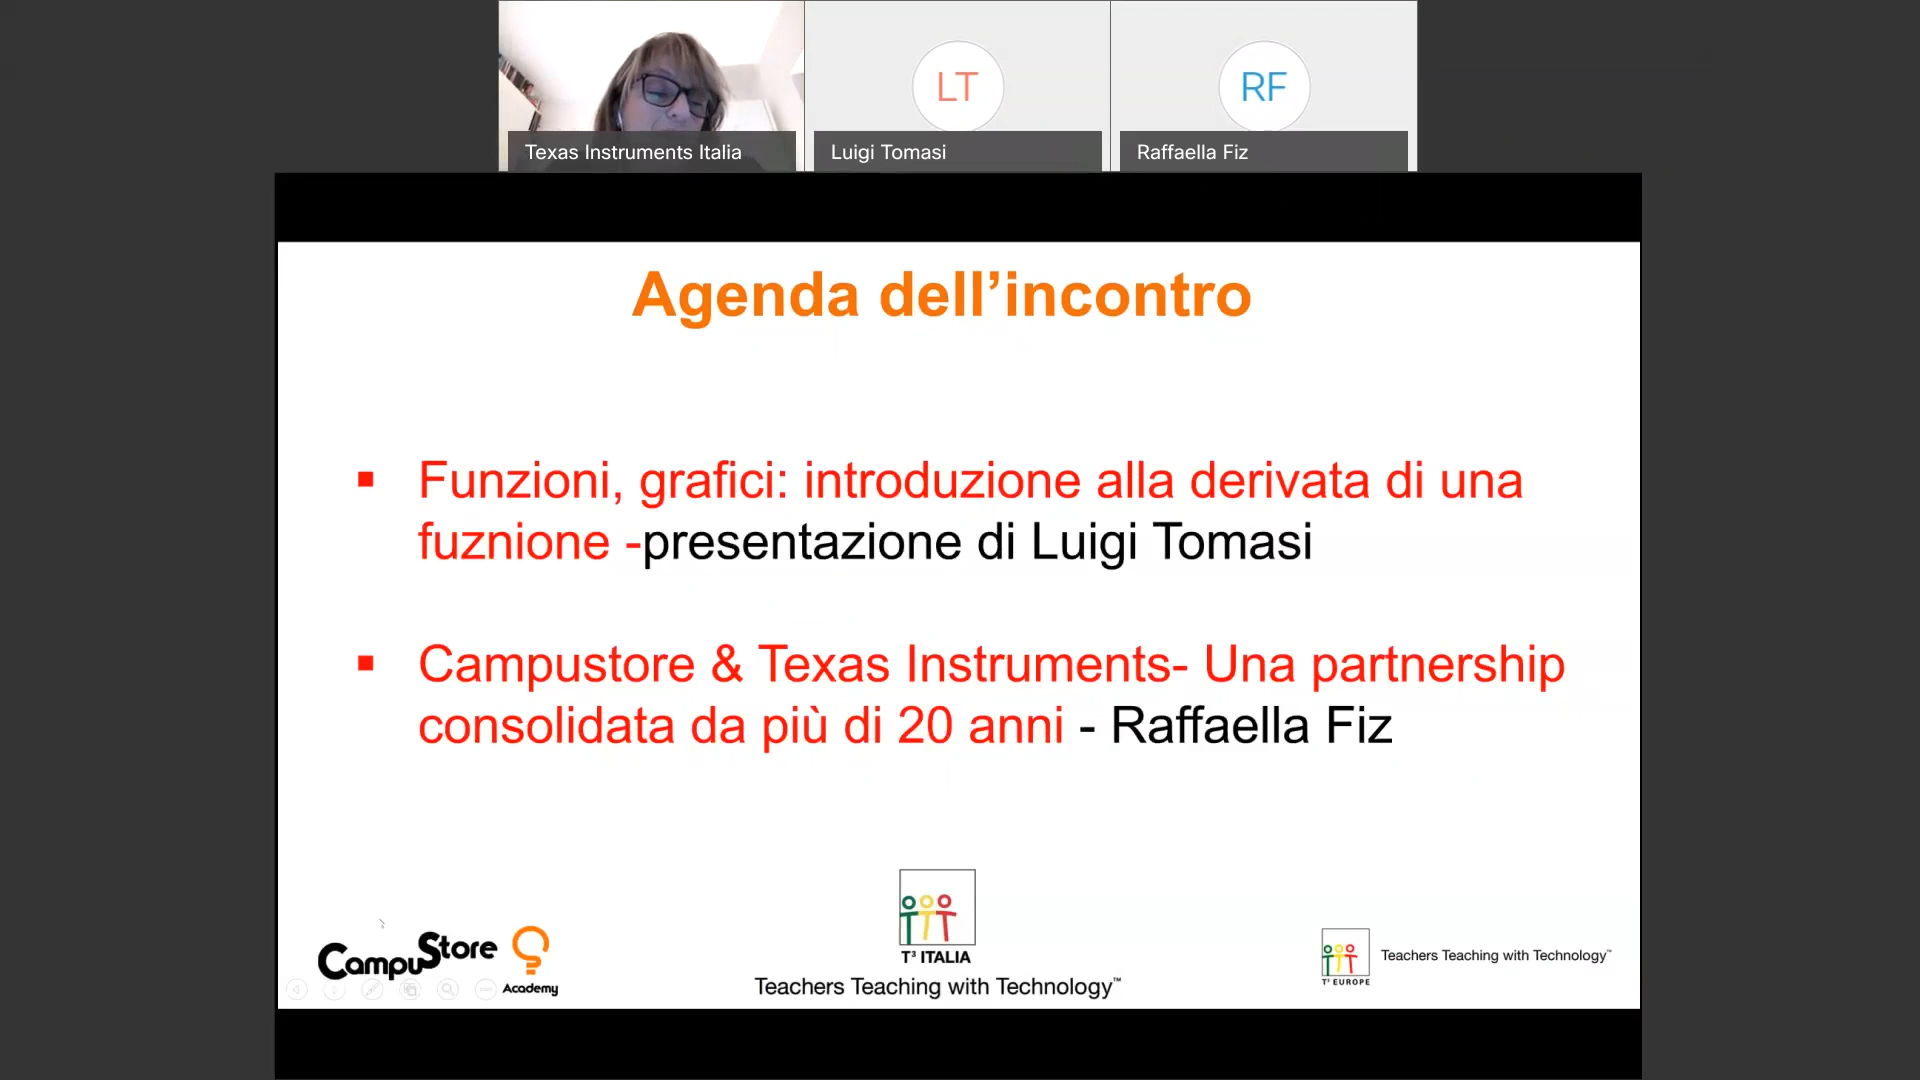 LT
RF
Texas Instruments Italia
Luigi Tomasi
Raffaella Fiz
Agenda dell’incontro
▪ Funzioni, grafici: introduzione alla derivata di una
fuznione -presentazione di Luigi Tomasi
▪ Campustore & Texas Instruments- Una partnership
consolidata da più di 20 anni - Raffaella Fiz
CampuStore
Academy
T³ ITALIA
Teachers Teaching with Technology™
T³ EUROPE
Teachers Teaching with Technology™